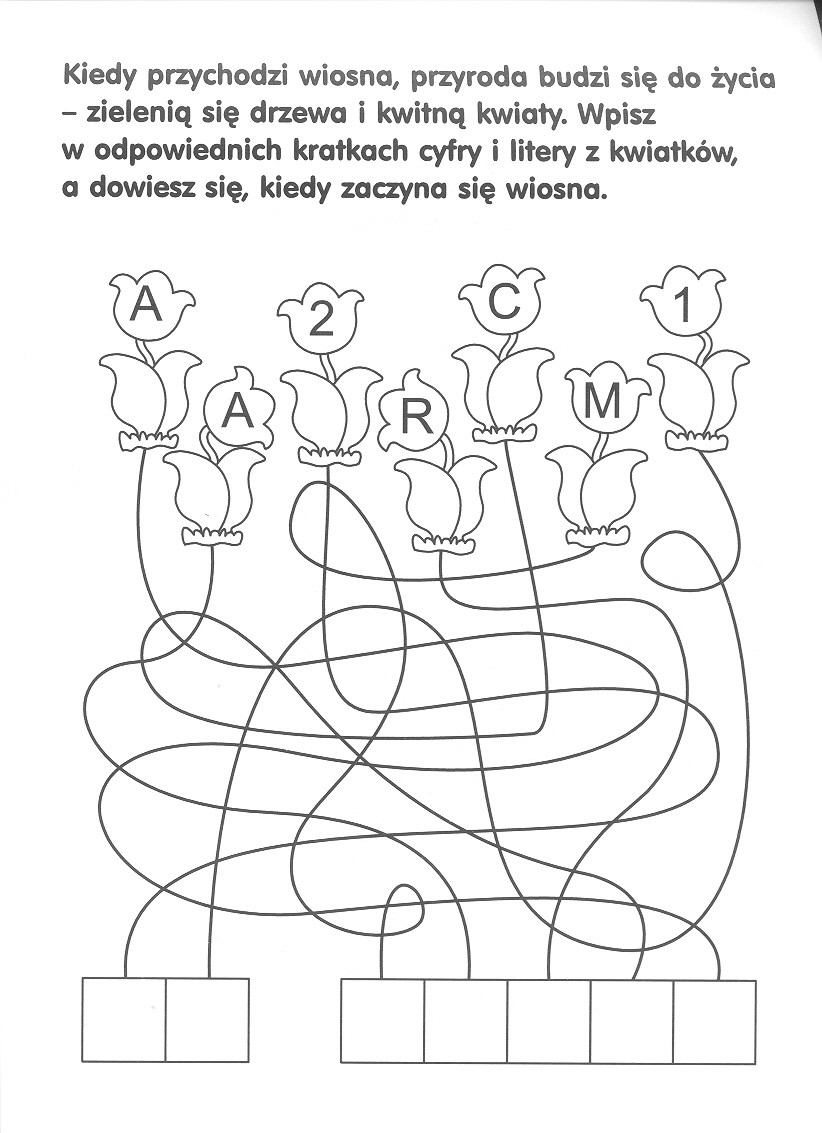 Kiedy przychodzi wiosna, przyroda budzi się do życia
– zielenią się drzewa i kwitną kwiaty. Wpisz
w odpowiednich kratkach cyfry i litery z kwiatków,
a dowiesz się, kiedy zaczyna się wiosna.
A 2 C 1
A R M